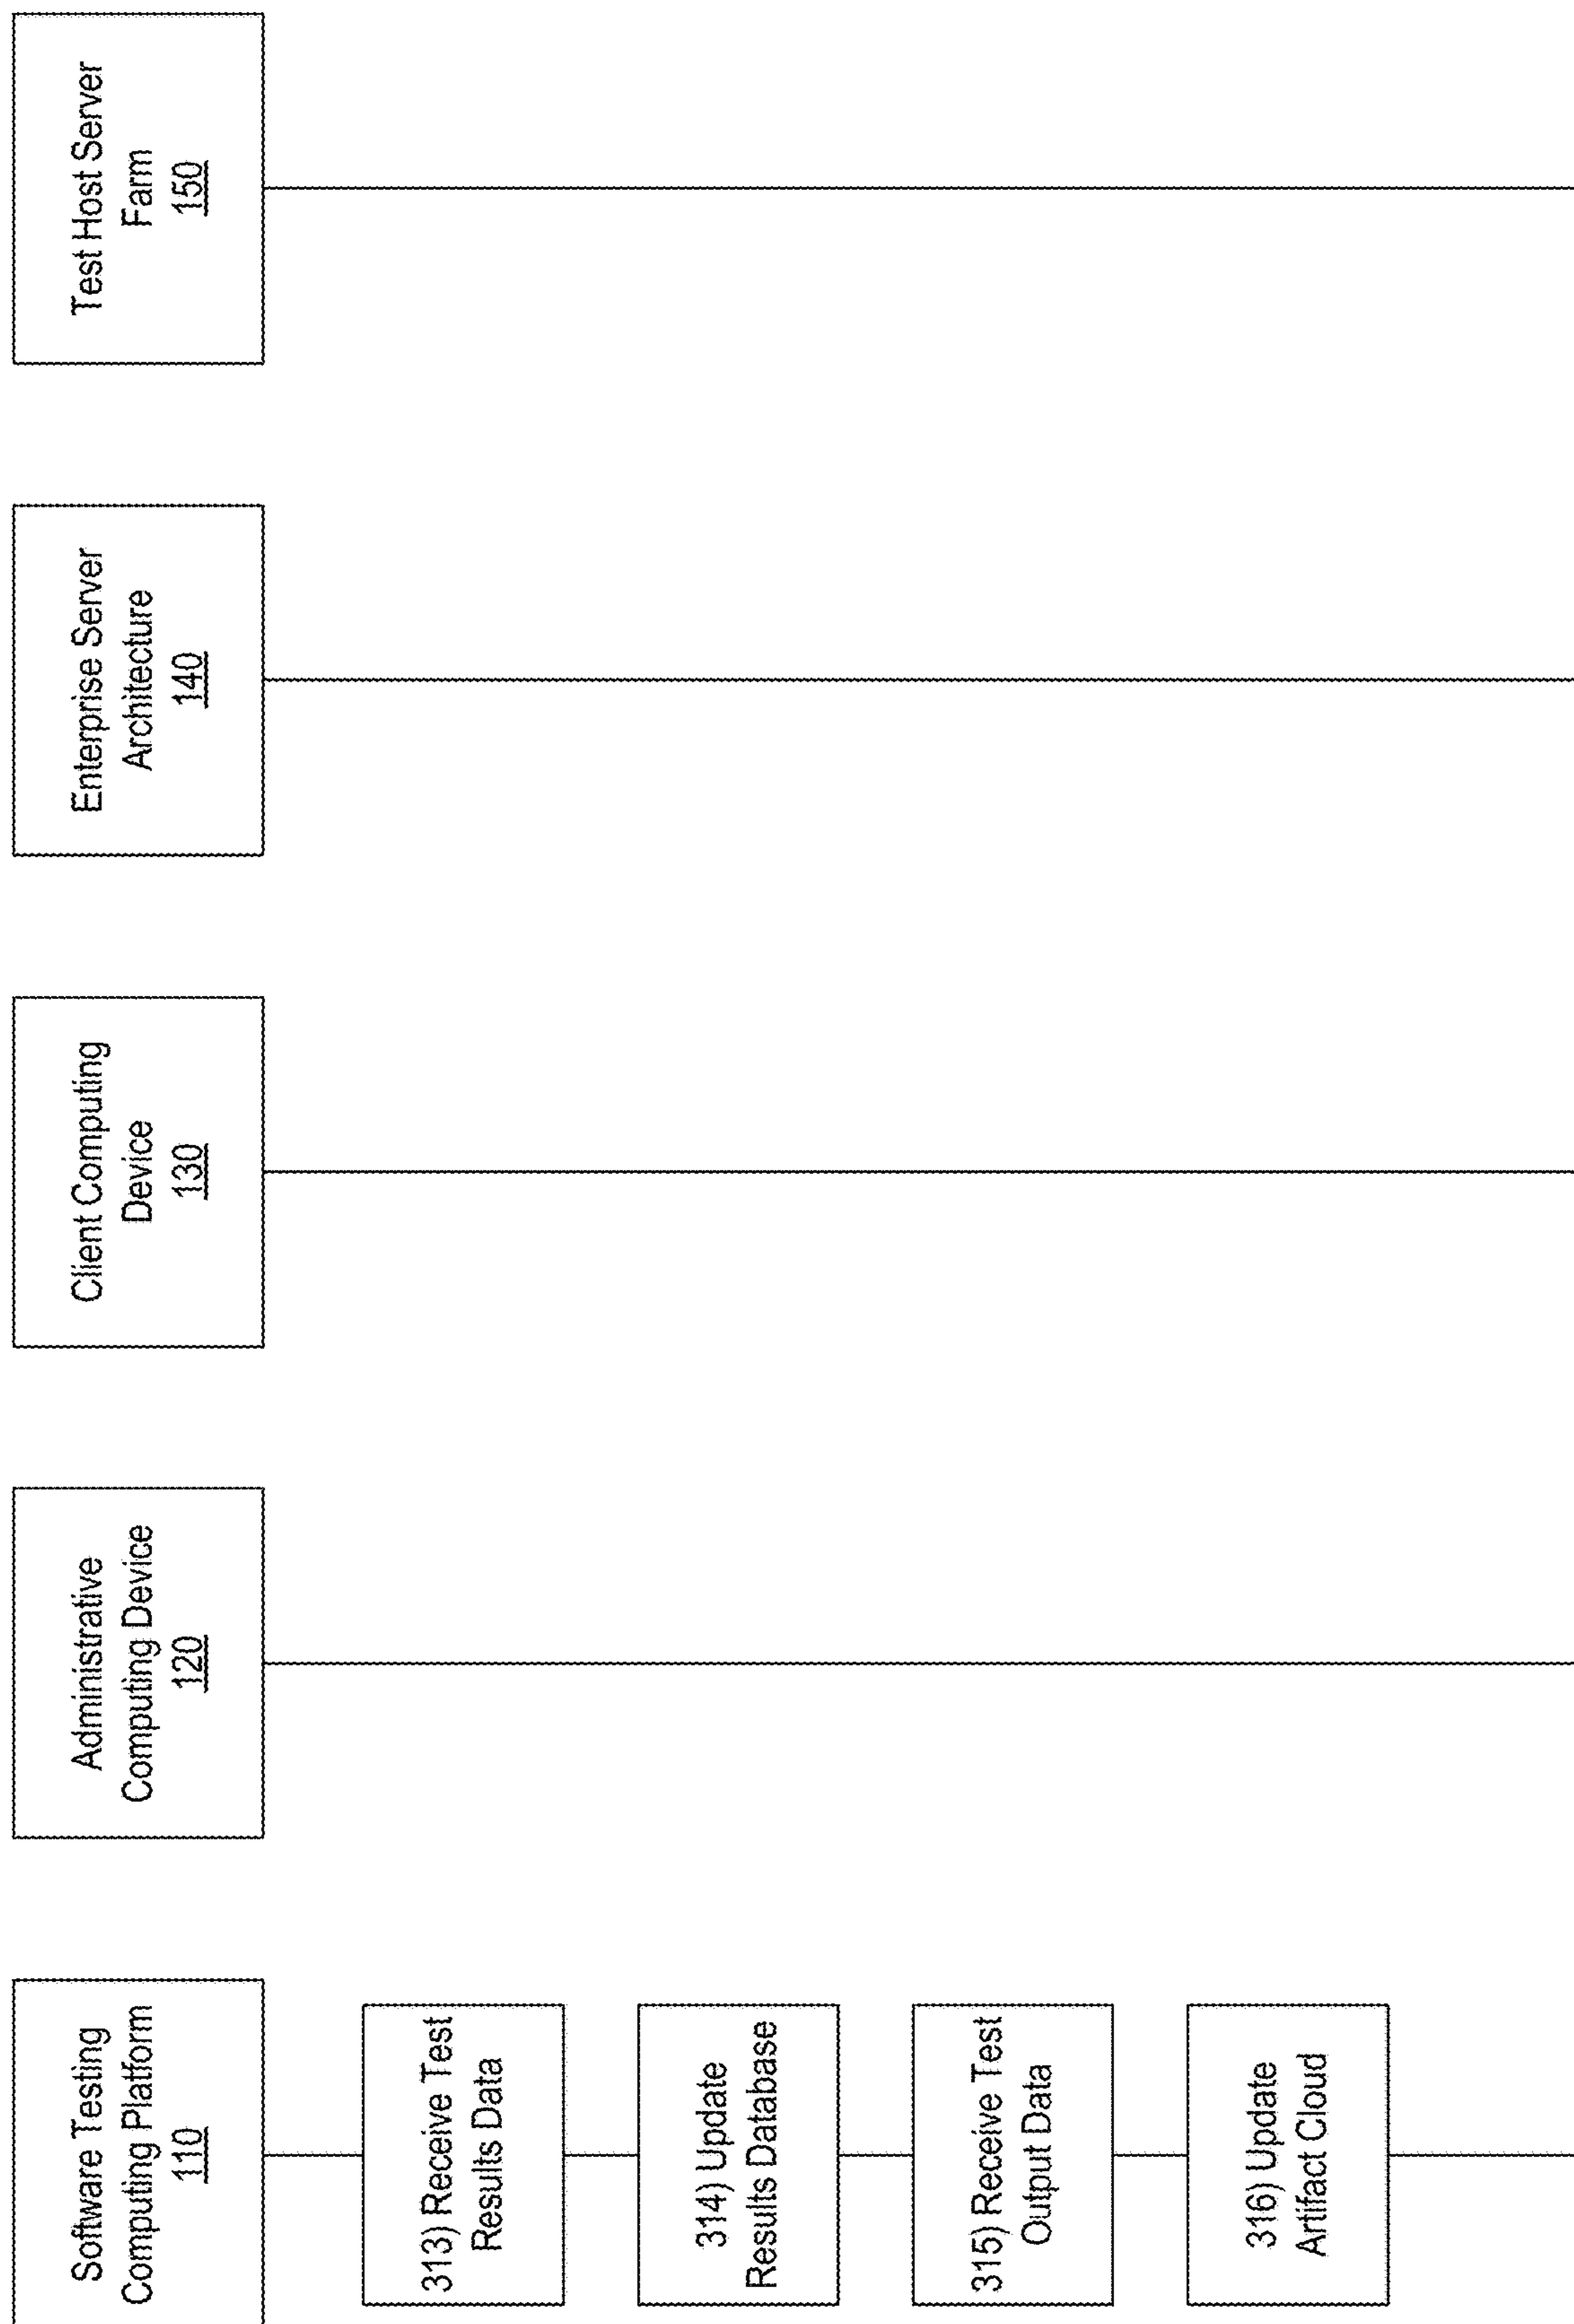 Software Testing
Computing Platform
110
Administrative
Computing Device
120
Client Computing
Device
130
Enterprise Server
Architecture
140
Test Host Server
Farm
150
313) Receive Test
Results Data
314) Update
Results Database
315) Receive Test
Output Data
316) Update
Artifact Cloud